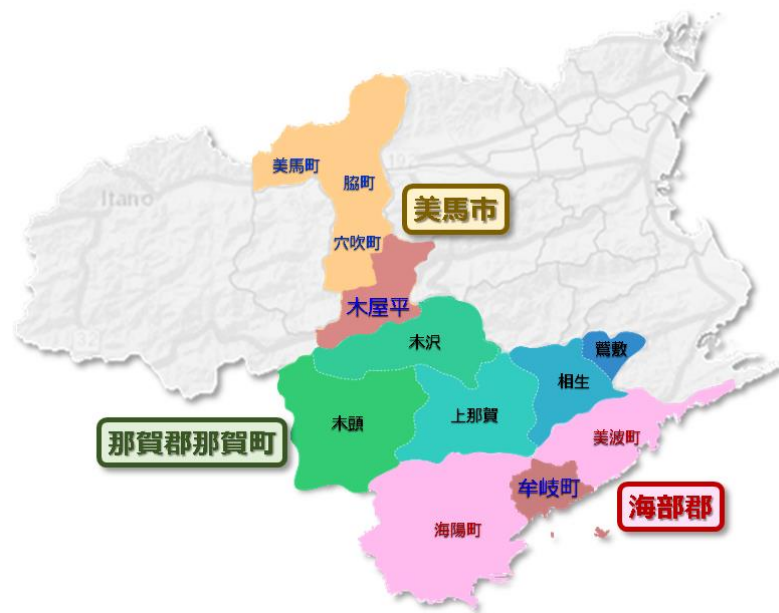 美馬町
脇町
美馬市
Itano
穴吹町
木屋平
木沢
鷲敷
相生
木頭
上那賀
那賀郡那賀町
美波町
牟岐町
海部郡
海陽町